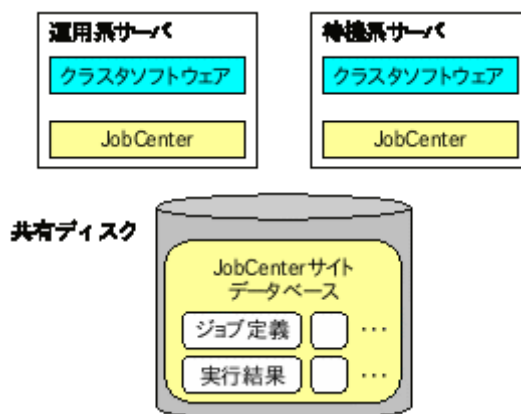 運用系サーバ
クラスタソフトウェア
JobCenter
待機系サーバ
クラスタソフトウェア
JobCenter
共有ディスク
JobCenterサイト
データベース
ジョブ定義 ・・・
実行結果 ・・・